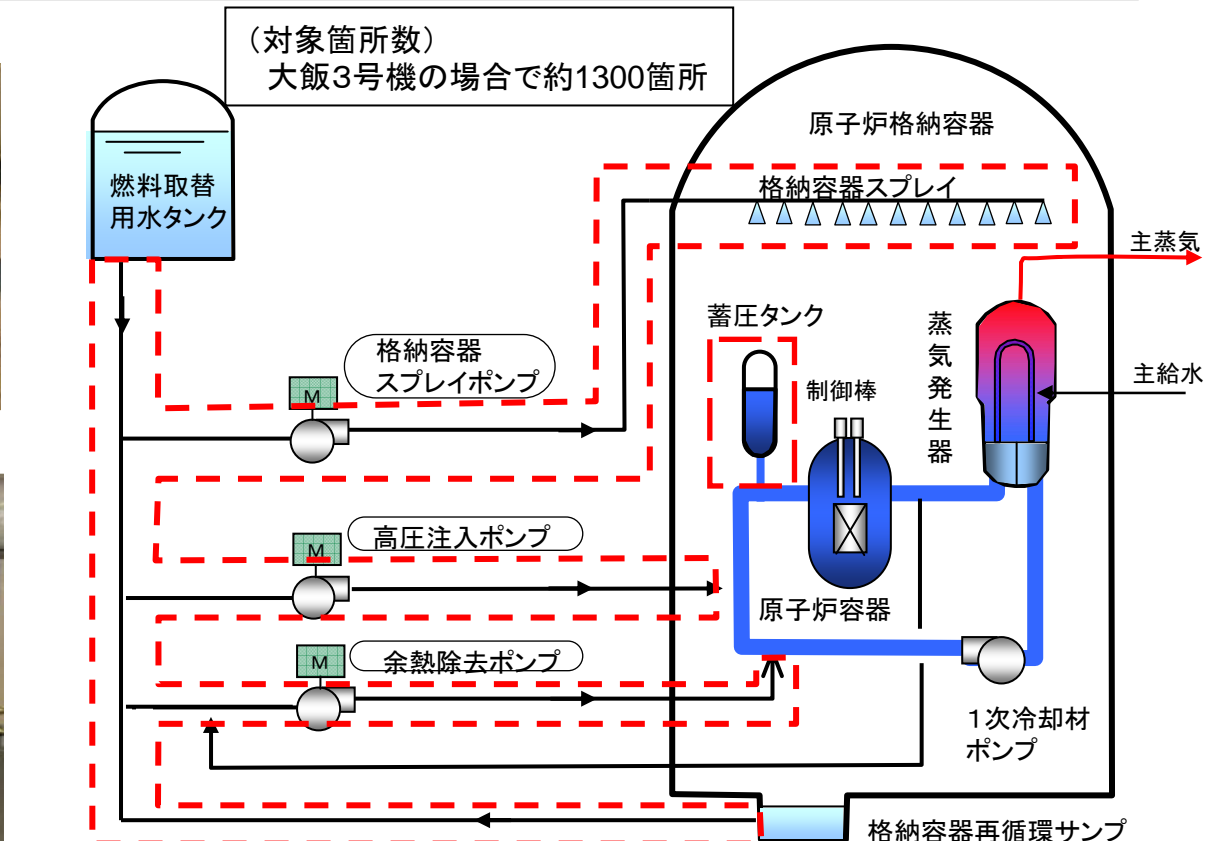 （対象箇所数）
大飯3号機の場合で約1300箇所
原子炉格納容器
燃料取替
用水タンク
格納容器スプレイ
主蒸気
蓄圧タンク
蒸気発生器
格納容器
スプレイポンプ
M
制御棒
主給水
高圧注入ポンプ
M
原子炉容器
余熱除去ポンプ
M
1次冷却材
ポンプ
格納容器再循環サンプ